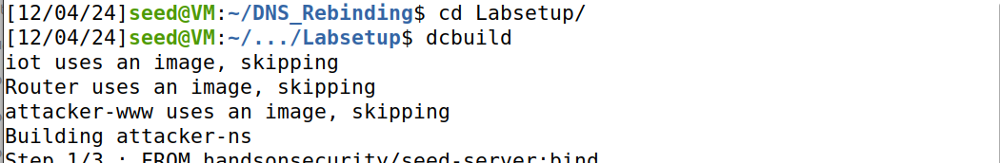 [12/04/24]seed@VM:~/DNS_Rebinding$ cd Labsetup/
[12/04/24]seed@VM:~/.../Labsetup$ dcbuild
iot uses an image, skipping
Router uses an image, skipping
attacker-www uses an image, skipping
Building attacker-ns
Step 1/3 : FROM handsonsecurity/seed-server:bind